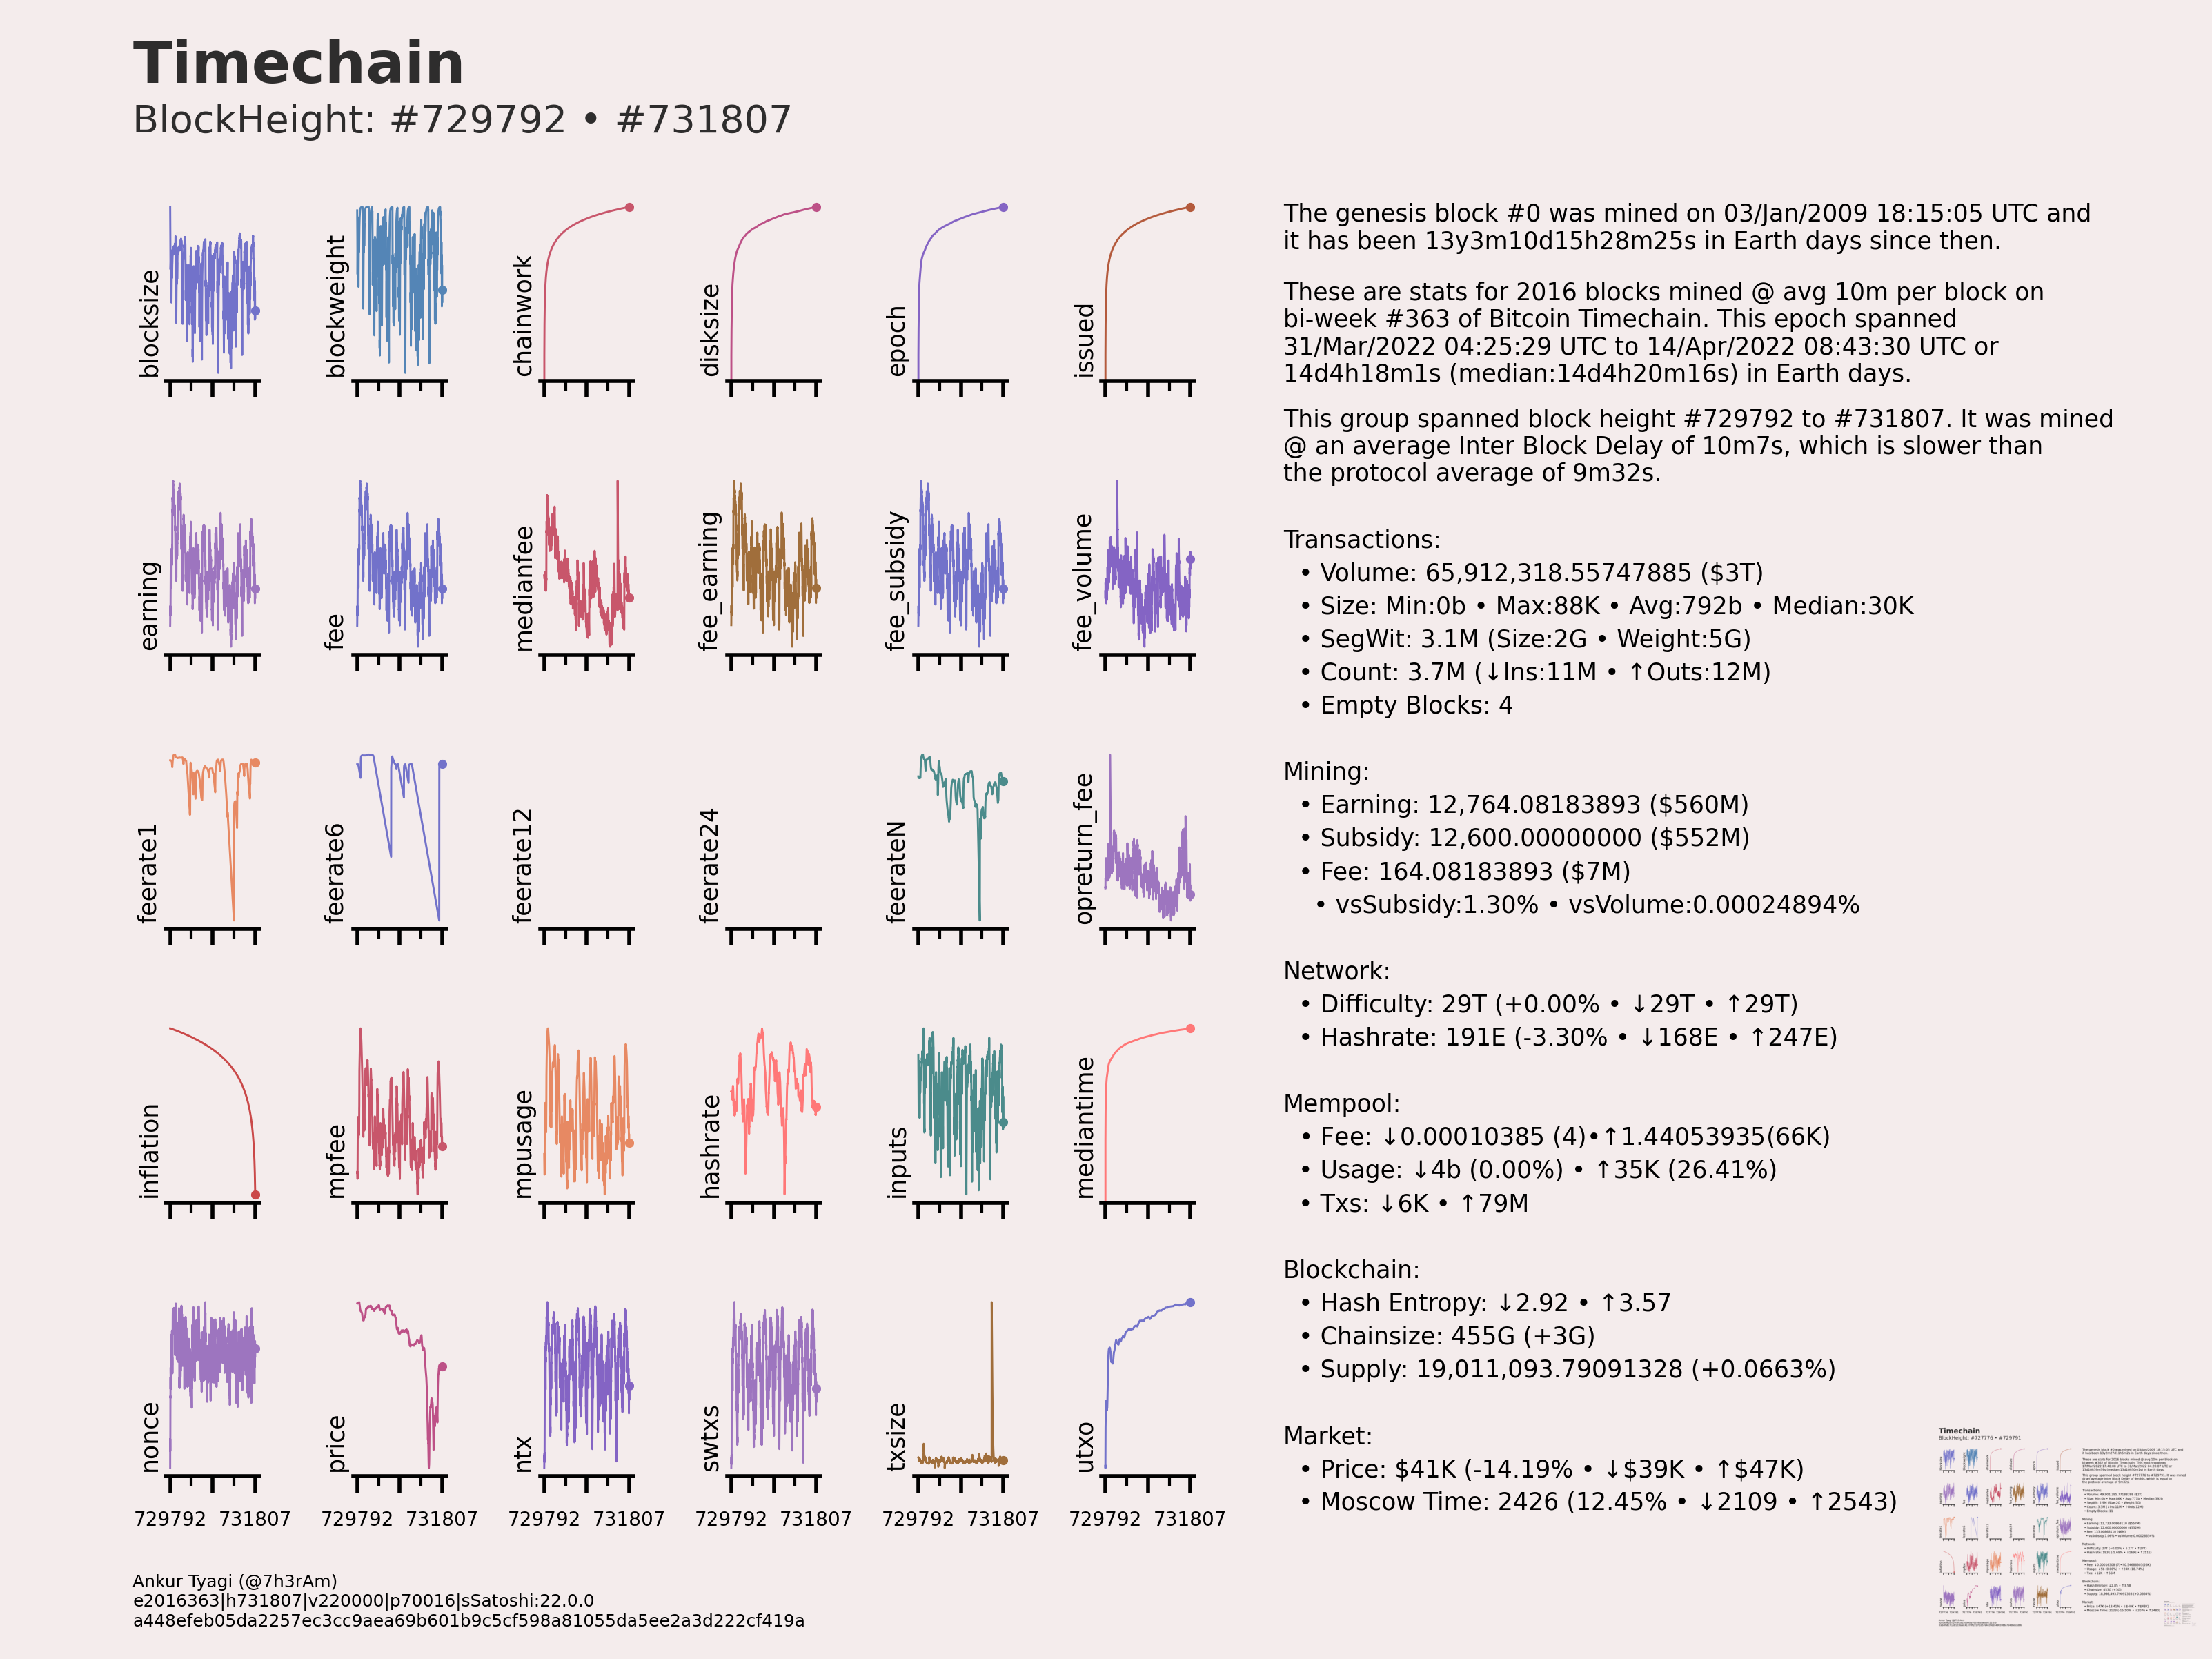 Timechain
BlockHeight: #729792 • #731807
blocksize
blockweight
chainwork
disksize
epoch
issued
earning
fee
medianfee
fee_earning
fee_subsidy
fee_volume
feerate1
feerate6
feerate12
feerate24
feerateN
opreturn_fee
inflation
mpfee
mpusage
hashrate
inputs
mediantime
nonce
price
ntx
swtxs
txsize
utxo
729792 731807 729792 731807 729792 731807 729792 731807 729792 731807 729792 731807
The genesis block #0 was mined on 03/Jan/2009 18:15:05 UTC and
it has been 13y3m10d15h28m25s in Earth days since then.
These are stats for 2016 blocks mined @ avg 10m per block on
bi-week #363 of Bitcoin Timechain. This epoch spanned
31/Mar/2022 04:25:29 UTC to 14/Apr/2022 08:43:30 UTC or
14d4h18m1s (median:14d4h20m16s) in Earth days.
This group spanned block height #729792 to #731807. It was mined
@ an average Inter Block Delay of 10m7s, which is slower than
the protocol average of 9m32s.
Transactions:
• Volume: 65,912,318.55747885 ($3T)
• Size: Min:0b • Max:88K • Avg:792b • Median:30K
• SegWit: 3.1M (Size:2G • Weight:5G)
• Count: 3.7M (↓Ins:11M • ↑Outs:12M)
• Empty Blocks: 4
Mining:
• Earning: 12,764.08183893 ($560M)
• Subsidy: 12,600.00000000 ($552M)
• Fee: 164.08183893 ($7M)
• vsSubsidy:1.30% • vsVolume:0.00024894%
Network:
• Difficulty: 29T (+0.00% • ↓29T • ↑29T)
• Hashrate: 191E (-3.30% • ↓168E • ↑247E)
Mempool:
• Fee: ↓0.00010385 (4)•↑1.44053935(66K)
• Usage: ↓4b (0.00%) • ↑35K (26.41%)
• Txs: ↓6K • ↑79M
Blockchain:
• Hash Entropy: ↓2.92 • ↑3.57
• Chainsize: 455G (+3G)
• Supply: 19,011,093.79091328 (+0.0663%)
Market:
• Price: $41K (-14.19% • ↓$39K • ↑$47K)
• Moscow Time: 2426 (12.45% • ↓2109 • ↑2543)
Ankur Tyagi (@7h3rAm)
e2016363|h731807|v220000|p70016|sSatoshi:22.0.0
a448efeb05da2257ec3cc9aea69b601b9c5cf598a81055da5ee2a3d222cf419a
Timechain
BlockHeight: #727776 • #729791